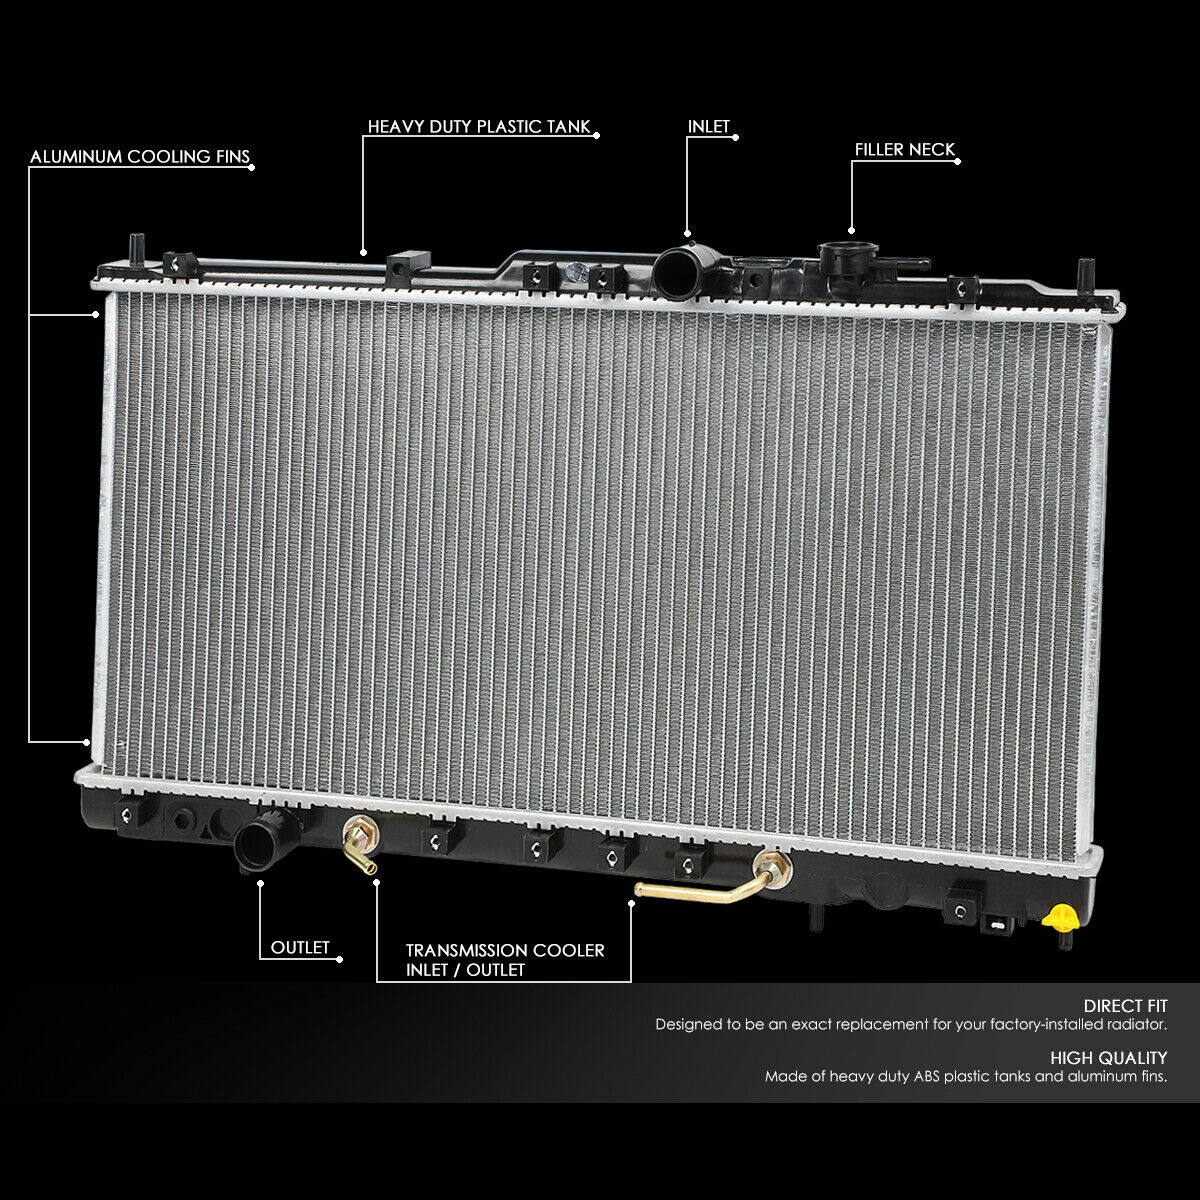 HEAVY DUTY PLASTIC TANK
INLET
FILLER NECK
ALUMINUM COOLING FINS
OUTLET
TRANSMISSION COOLER
INLET / OUTLET
DIRECT FIT
Designed to be an exact replacement for your factory-installed radiator.
HIGH QUALITY
Made of heavy duty ABS plastic tanks and aluminum fins.